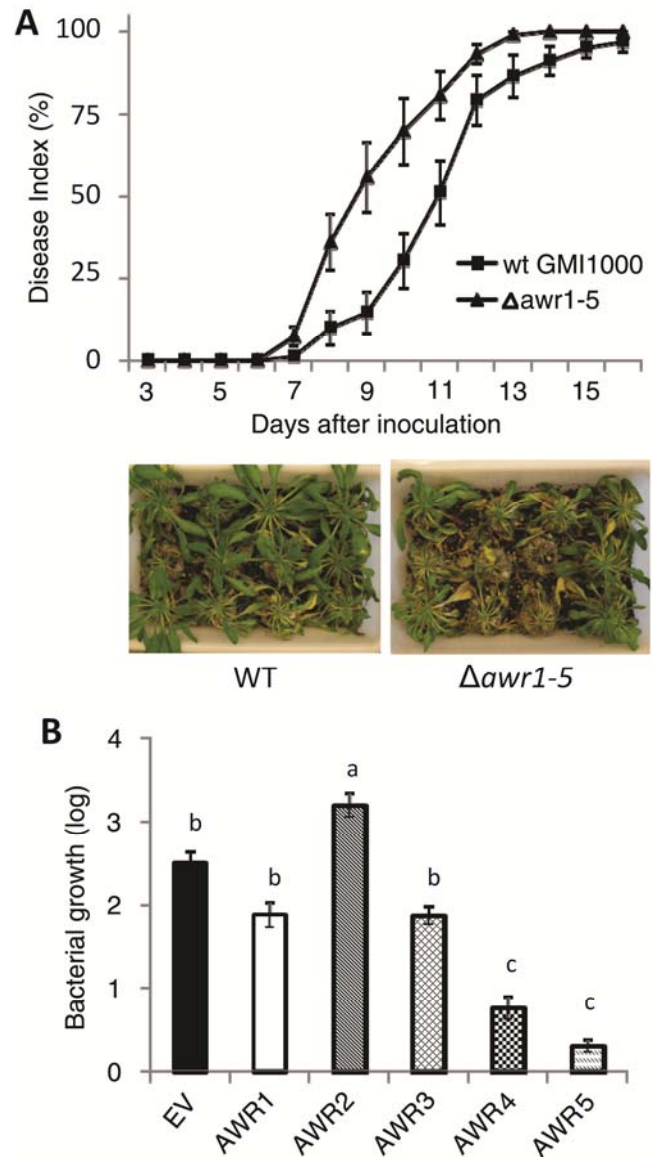 A
Disease Index (%)
100
75
50
25
0
wt GMI1000
Δawr1-5
3 5 7 9 11 13 15
Days after inoculation
WT Δawr1-5
B
Bacterial growth (log)
4
3
2
1
0
b b a b c c
EV AWR1 AWR2 AWR3 AWR4 AWR5